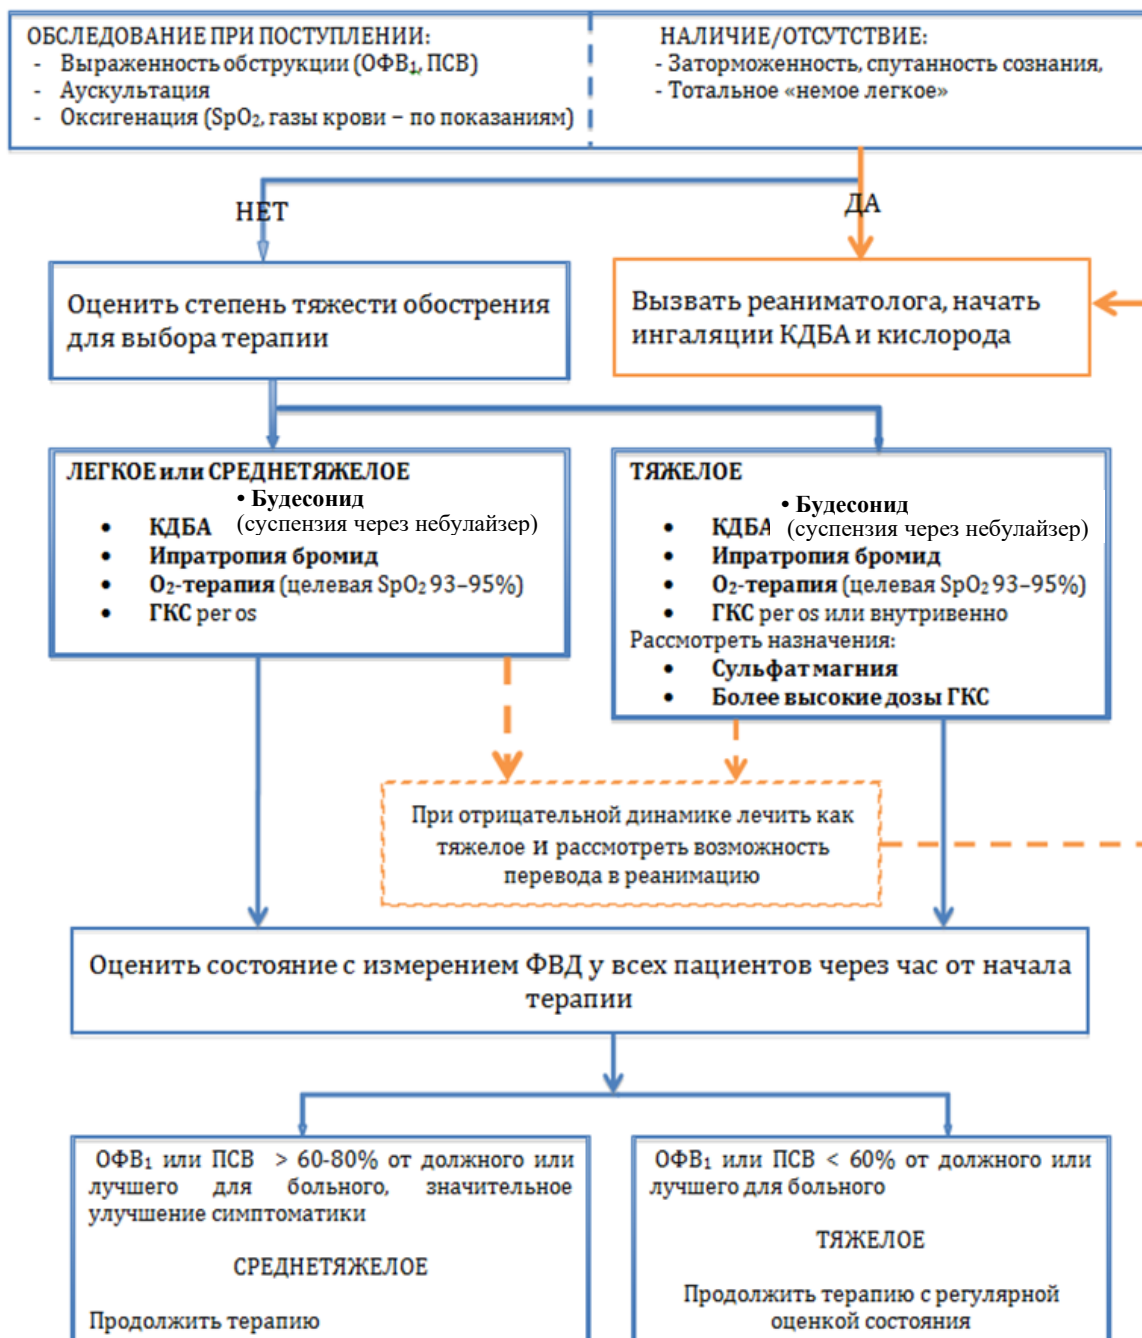 ОБСЛЕДОВАНИЕ ПРИ ПОСТУПЛЕНИИ:
- Выраженность обструкции (ОФВ₁, ПСВ)
- Аускультация
- Оксигенация (SpO₂, газы крови – по показаниям)
НАЛИЧИЕ/ОТСУТСТВИЕ:
- Заторможенность, спутанность сознания,
- Тотальное «немое легкое»
НЕТ
ДА
Оценить степень тяжести обострения
для выбора терапии
Вызвать реаниматолога, начать
ингаляции КДБА и кислорода
ЛЕГКОЕ или СРЕДНЕТЯЖЕЛОЕ
• Будесонид
(суспензия через небулайзер)
• КДБА
• Ипратропия бромид
• О₂-терапия (целевая SpO₂ 93–95%)
• ГКС per os
ТЯЖЕЛОЕ
• Будесонид
(суспензия через небулайзер)
• КДБА
• Ипратропия бромид
• О₂-терапия (целевая SpO₂ 93–95%)
• ГКС per os или внутривенно
Рассмотреть назначения:
• Сульфат магния
• Более высокие дозы ГКС
При отрицательной динамике лечить как
тяжелое и рассмотреть возможность
перевода в реанимацию
Оценить состояние с измерением ФВД у всех пациентов через час от начала
терапии
ОФВ₁ или ПСВ > 60-80% от должного или
лучшего для больного, значительное
улучшение симптоматики
СРЕДНЕТЯЖЕЛОЕ
Продолжить терапию
ОФВ₁ или ПСВ < 60% от должного или
лучшего для больного
ТЯЖЕЛОЕ
Продолжить терапию с регулярной
оценкой состояния